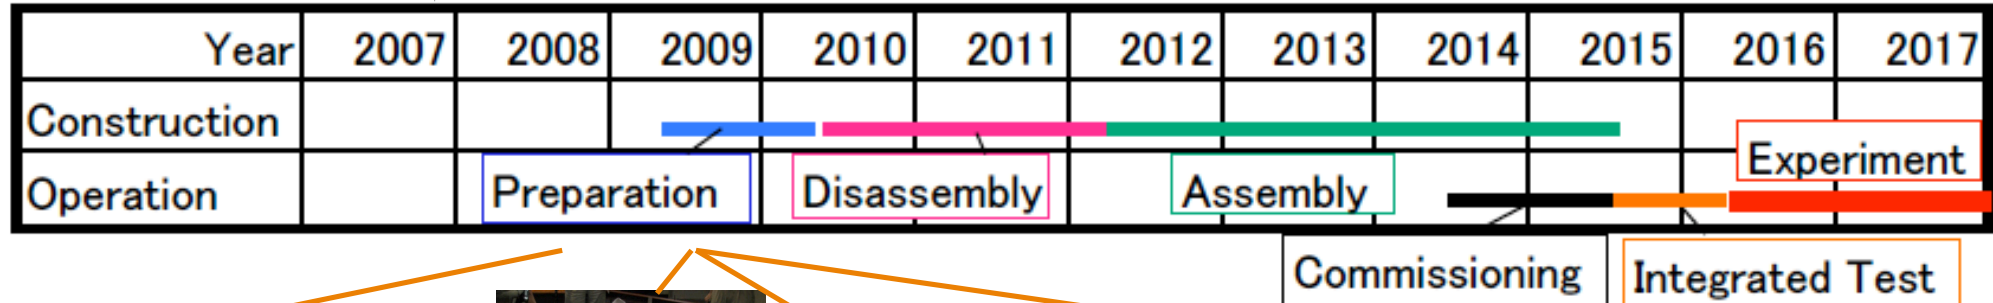 Year 2007 2008 2009 2010 2011 2012 2013 2014 2015 2016 2017
Construction
Experiment
Operation Preparation Disassembly Assembly
Commissioning Integrated Test